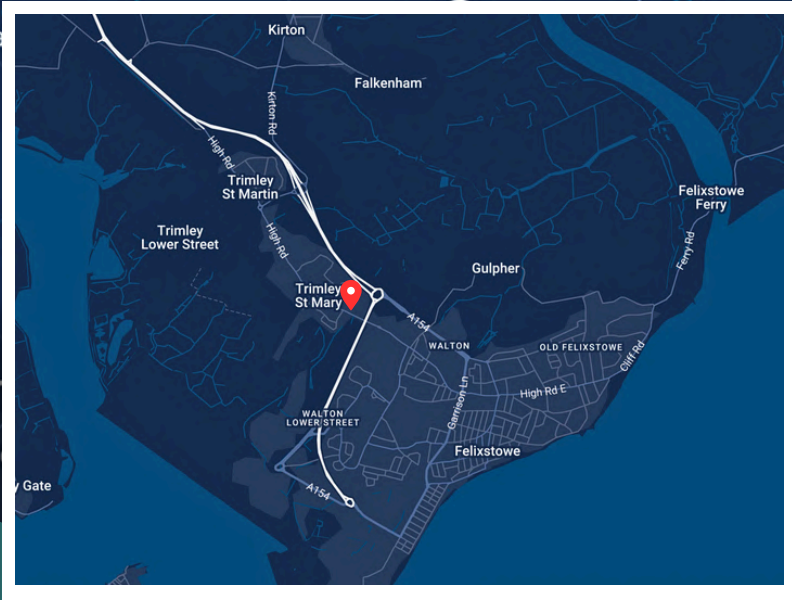 Kirton
Falkenham
Kirton Rd
High Rd
Trimley
St Martin
Felixstowe
Ferry
Trimley
Lower Street
High Rd
Ferry Rd
Gulpher
Trimley
St Mary
A154
WALTON
OLD FELIXSTOWE
Cliff Rd
High Rd E
Garrison Ln
WALTON
LOWER STREET
Felixstowe
y Gate
A154